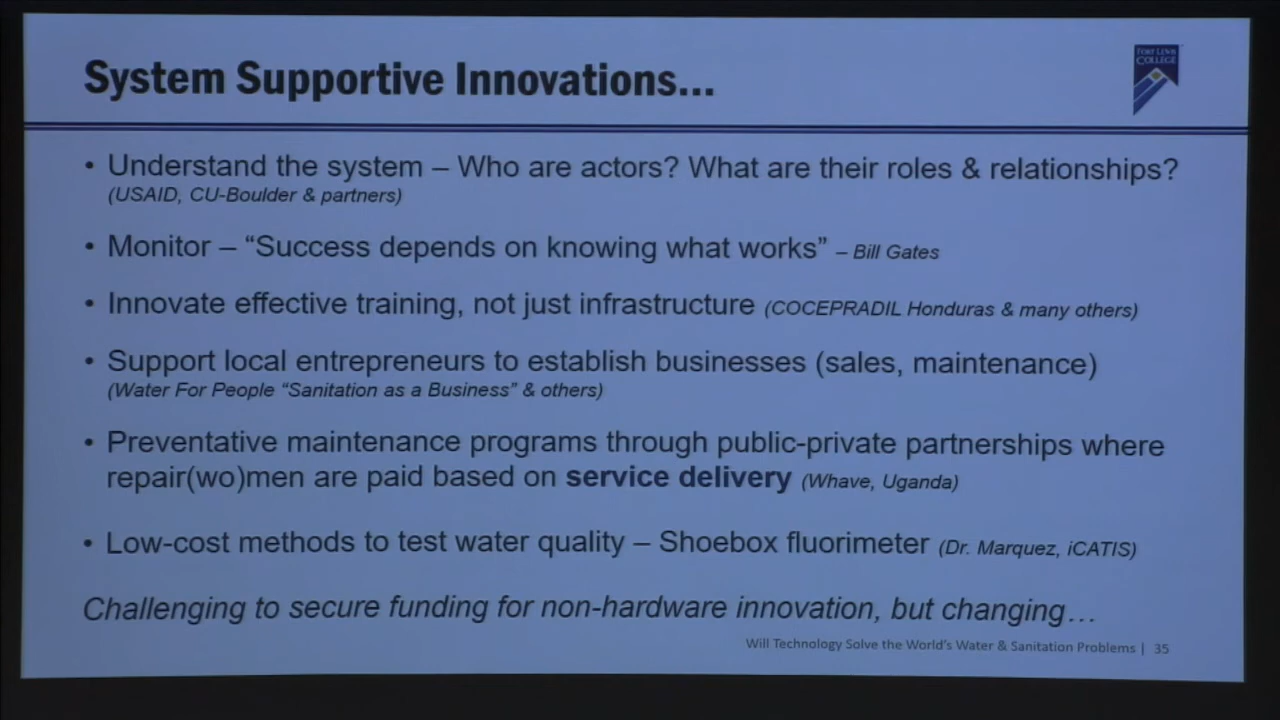 System Supportive Innovations...
FORT LEWIS
COLLEGE
• Understand the system – Who are actors? What are their roles & relationships?
(USAID, CU-Boulder & partners)
• Monitor – “Success depends on knowing what works” – Bill Gates
• Innovate effective training, not just infrastructure (COCEPRADIL Honduras & many others)
• Support local entrepreneurs to establish businesses (sales, maintenance)
(Water For People “Sanitation as a Business” & others)
• Preventative maintenance programs through public-private partnerships where
repair(wo)men are paid based on service delivery (Whave, Uganda)
• Low-cost methods to test water quality – Shoebox fluorimeter (Dr. Marquez, iCATIS)
Challenging to secure funding for non-hardware innovation, but changing...
Will Technology Solve the World's Water & Sanitation Problems | 35